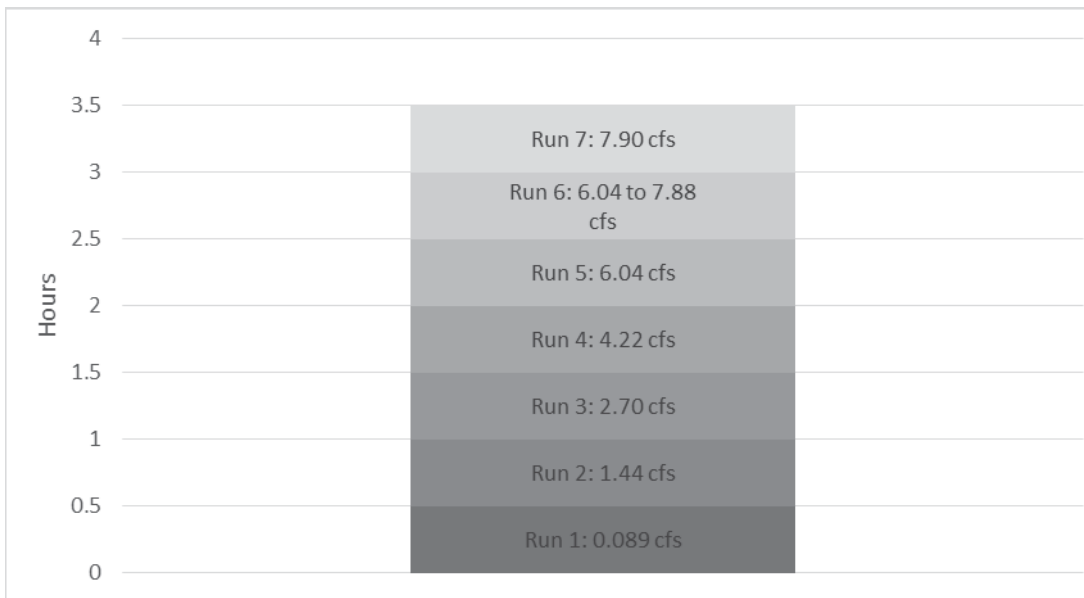 4
3.5
Run 7: 7.90 cfs
3
Run 6: 6.04 to 7.88
cfs
2.5
Run 5: 6.04 cfs
Hours
2
Run 4: 4.22 cfs
1.5
Run 3: 2.70 cfs
1
Run 2: 1.44 cfs
0.5
Run 1: 0.089 cfs
0